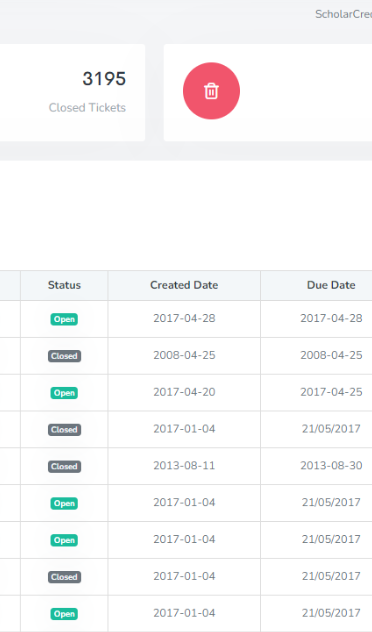 ScholarCre
3195
Closed Tickets
Status Created Date Due Date
Open 2017-04-28 2017-04-28
Closed 2008-04-25 2008-04-25
Open 2017-04-20 2017-04-25
Closed 2017-01-04 21/05/2017
Closed 2013-08-11 2013-08-30
Open 2017-01-04 21/05/2017
Open 2017-01-04 21/05/2017
Closed 2017-01-04 21/05/2017
Open 2017-01-04 21/05/2017